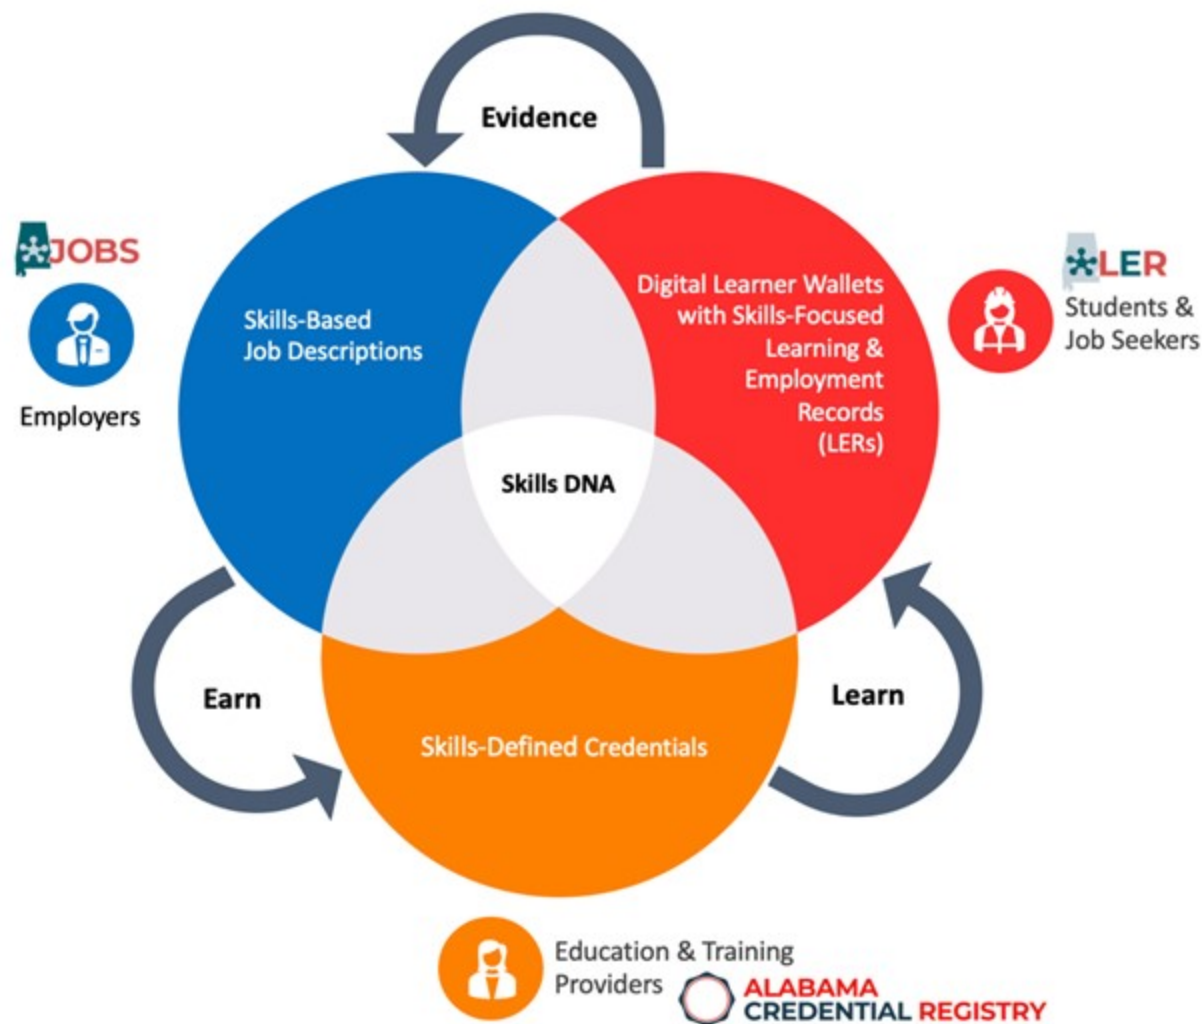 Evidence
JOBS
Employers
Skills-Based
Job Descriptions
Digital Learner Wallets
with Skills-Focused
Learning &
Employment
Records
(LERs)
LER
Students &
Job Seekers
Skills DNA
Earn
Learn
Skills-Defined Credentials
Education & Training
Providers
ALABAMA
CREDENTIAL REGISTRY